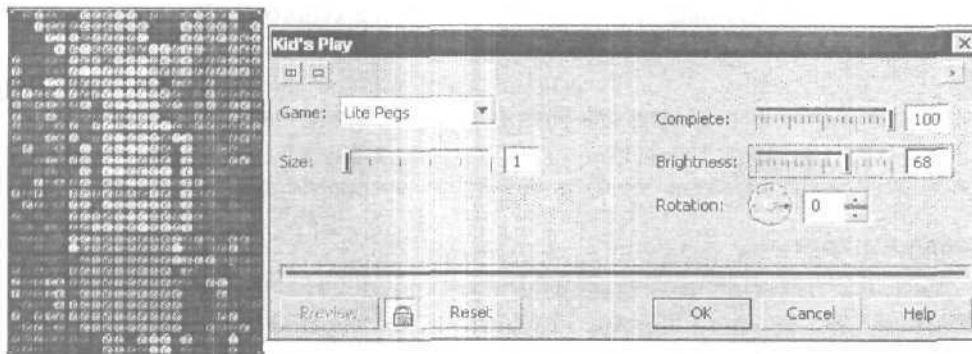 Kid's Play
Game: Lite Pegs
Complete: 100
Size: 1
Brightness: 68
Rotation: 0
Preview
Reset
OK
Cancel
Help